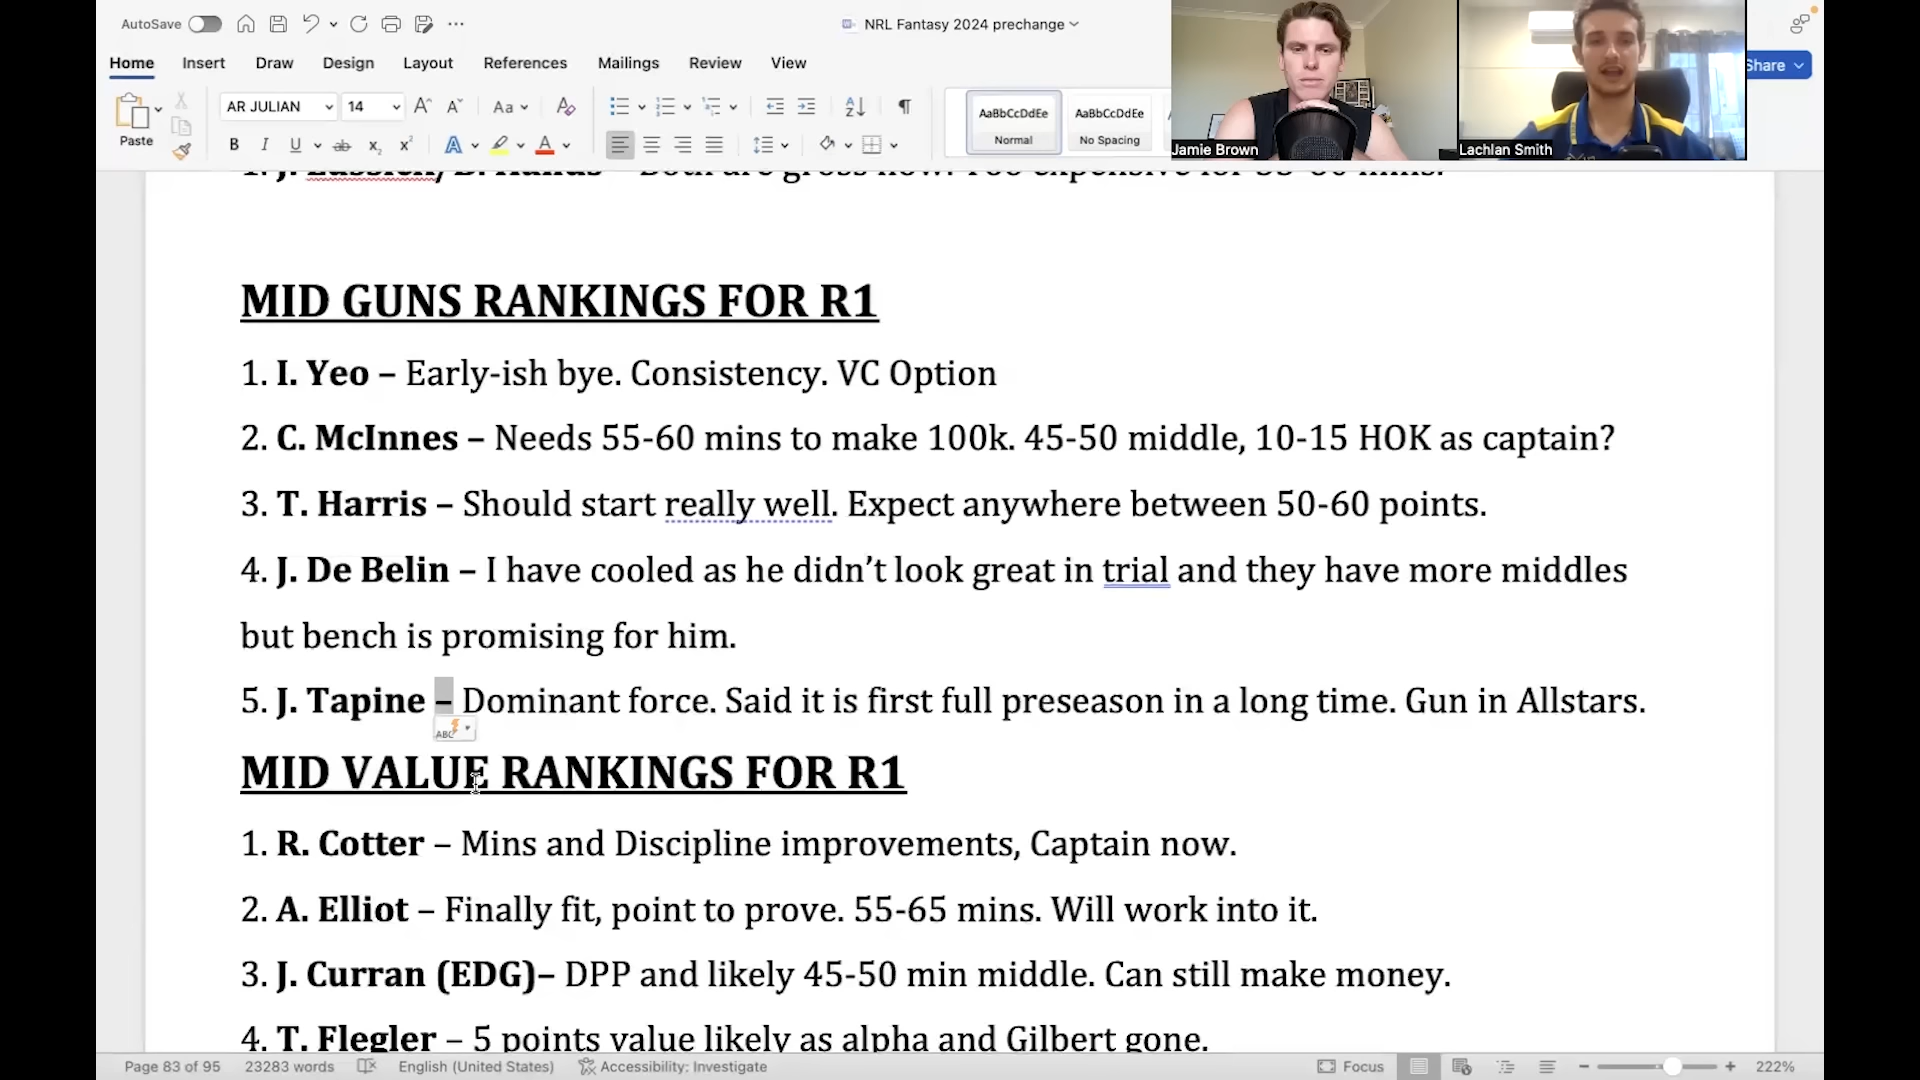 AutoSave
NRL Fantasy 2024 prechange
Home Insert Draw Design Layout References Mailings Review View
Share
Paste
AR JULIAN 14
AaBbCcDdEe AaBbCcDdEe
Normal No Spacing
Jamie Brown
Lachlan Smith
MID GUNS RANKINGS FOR R1
1. I. Yeo – Early-ish bye. Consistency. VC Option
2. C. McInnes – Needs 55-60 mins to make 100k. 45-50 middle, 10-15 HOK as captain?
3. T. Harris – Should start really well. Expect anywhere between 50-60 points.
4. J. De Belin – I have cooled as he didn’t look great in trial and they have more middles
but bench is promising for him.
5. J. Tapine – Dominant force. Said it is first full preseason in a long time. Gun in Allstars.
MID VALUE RANKINGS FOR R1
1. R. Cotter – Mins and Discipline improvements, Captain now.
2. A. Elliot – Finally fit, point to prove. 55-65 mins. Will work into it.
3. J. Curran (EDG)– DPP and likely 45-50 min middle. Can still make money.
4. T. Flegler – 5 points value likely as alpha and Gilbert gone.
Page 83 of 95 23283 words English (United States) Accessibility: Investigate Focus 222%